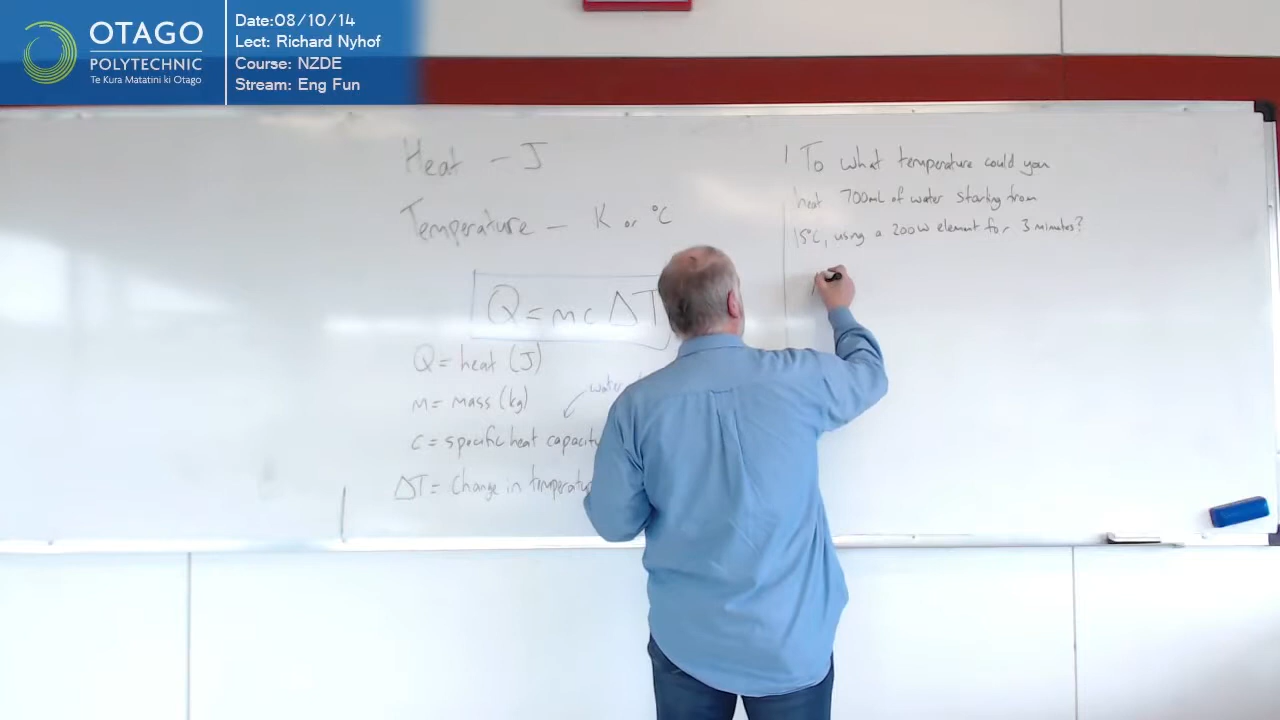 OTAGO
POLYTECHNIC
Te Kura Matatini ki Otago
Date:08/10/14
Lect: Richard Nyhof
Course: NZDE
Stream: Eng Fun
Heat - J
Temperature - K or °C
Q = mc ΔT
Q = heat (J)
m = mass (kg)
water
c = specific heat capacity
ΔT = Change in temperature
1 To what temperature could you
heat 700mL of water starting from
15°C, using a 200W element for 3 minutes?